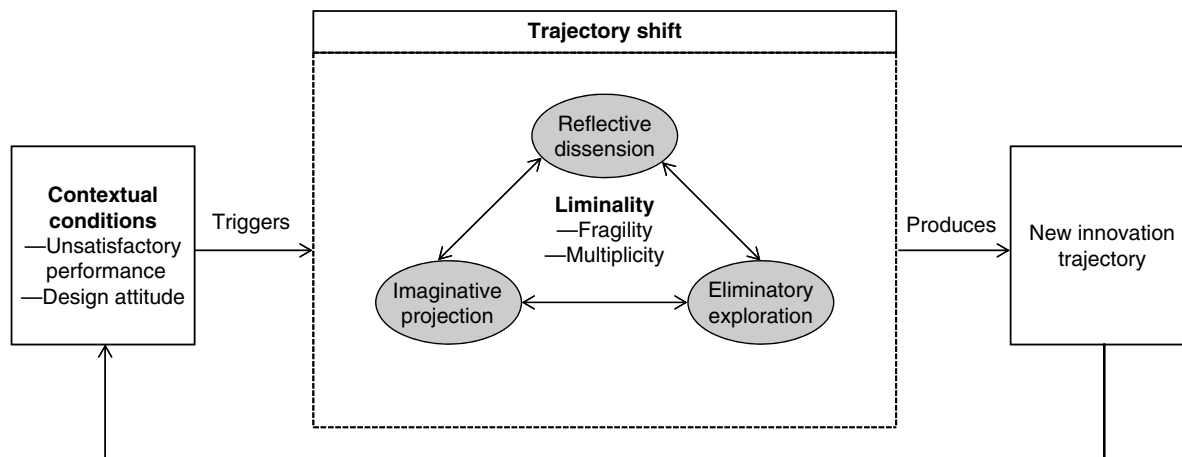 Trajectory shift
Contextual
conditions
—Unsatisfactory
performance
—Design attitude
Triggers
Reflective
dissension
Liminality
—Fragility
—Multiplicity
Imaginative
projection
Eliminatory
exploration
Produces
New innovation
trajectory